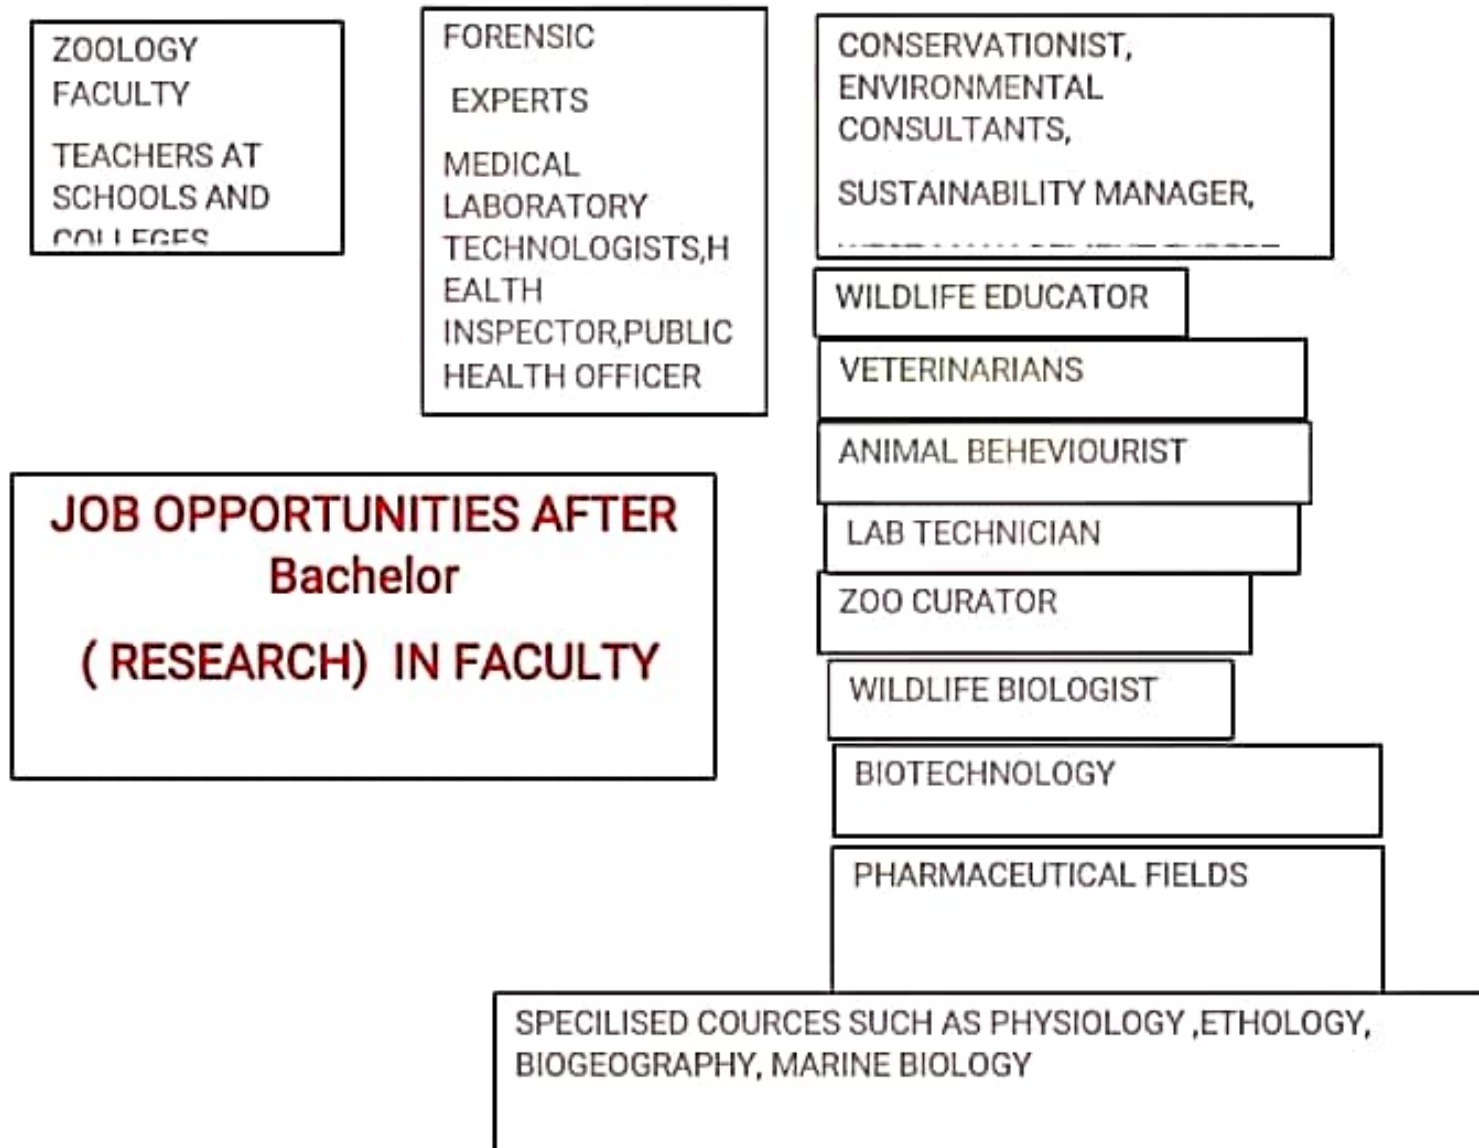 ZOOLOGY
FACULTY
TEACHERS AT
SCHOOLS AND
COLLEGES
FORENSIC
EXPERTS
MEDICAL
LABORATORY
TECHNOLOGISTS,H
EALTH
INSPECTOR,PUBLIC
HEALTH OFFICER
CONSERVATIONIST,
ENVIRONMENTAL
CONSULTANTS,
SUSTAINABILITY MANAGER,
WILDLIFE EDUCATOR
VETERINARIANS
ANIMAL BEHEVIOURIST
LAB TECHNICIAN
ZOO CURATOR
WILDLIFE BIOLOGIST
BIOTECHNOLOGY
PHARMACEUTICAL FIELDS
JOB OPPORTUNITIES AFTER
Bachelor
( RESEARCH) IN FACULTY
SPECILISED COURCES SUCH AS PHYSIOLOGY ,ETHOLOGY,
BIOGEOGRAPHY, MARINE BIOLOGY